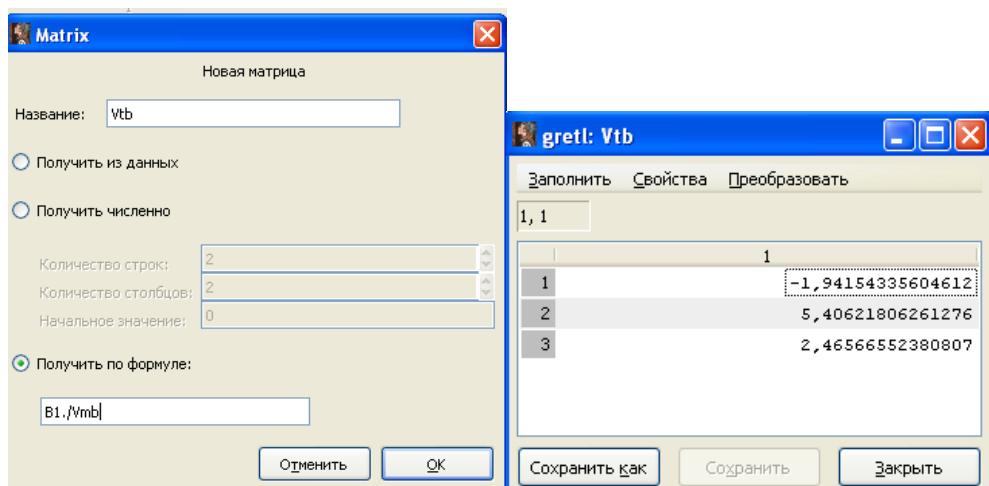 Matrix
Новая матрица
Название: Vtb
Получить из данных
Получить численно
Количество строк: 2
Количество столбцов: 2
Начальное значение: 0
Получить по формуле:
B1./Vmb
Отменить OK
gretl: Vtb
Заполнить Свойства Преобразовать
1, 1
1
1 -1,94154335604612
2 5,40621806261276
3 2,46566552380807
Сохранить как Сохранить Закрыть